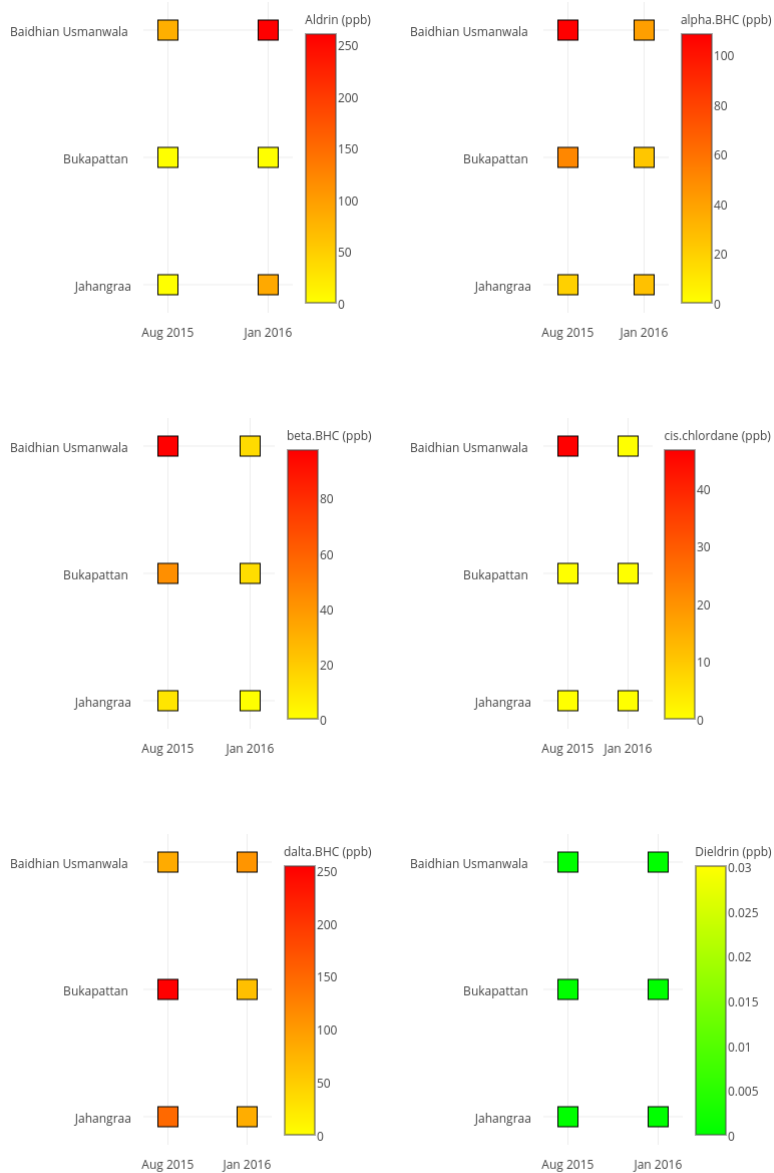 Aldrin (ppb)
Baidhian Usmanwala
Bukapattan
Jahangraa
250
200
150
100
50
0
Aug 2015
Jan 2016
alpha.BHC (ppb)
Baidhian Usmanwala
Bukapattan
Jahangraa
100
80
60
40
20
0
Aug 2015
Jan 2016
beta.BHC (ppb)
Baidhian Usmanwala
Bukapattan
Jahangraa
80
60
40
20
0
Aug 2015
Jan 2016
cis.chlordane (ppb)
Baidhian Usmanwala
Bukapattan
Jahangraa
40
30
20
10
0
Aug 2015
Jan 2016
dalta.BHC (ppb)
Baidhian Usmanwala
Bukapattan
Jahangraa
250
200
150
100
50
0
Aug 2015
Jan 2016
Dieldrin (ppb)
Baidhian Usmanwala
Bukapattan
Jahangraa
0.03
0.025
0.02
0.015
0.01
0.005
0
Aug 2015
Jan 2016